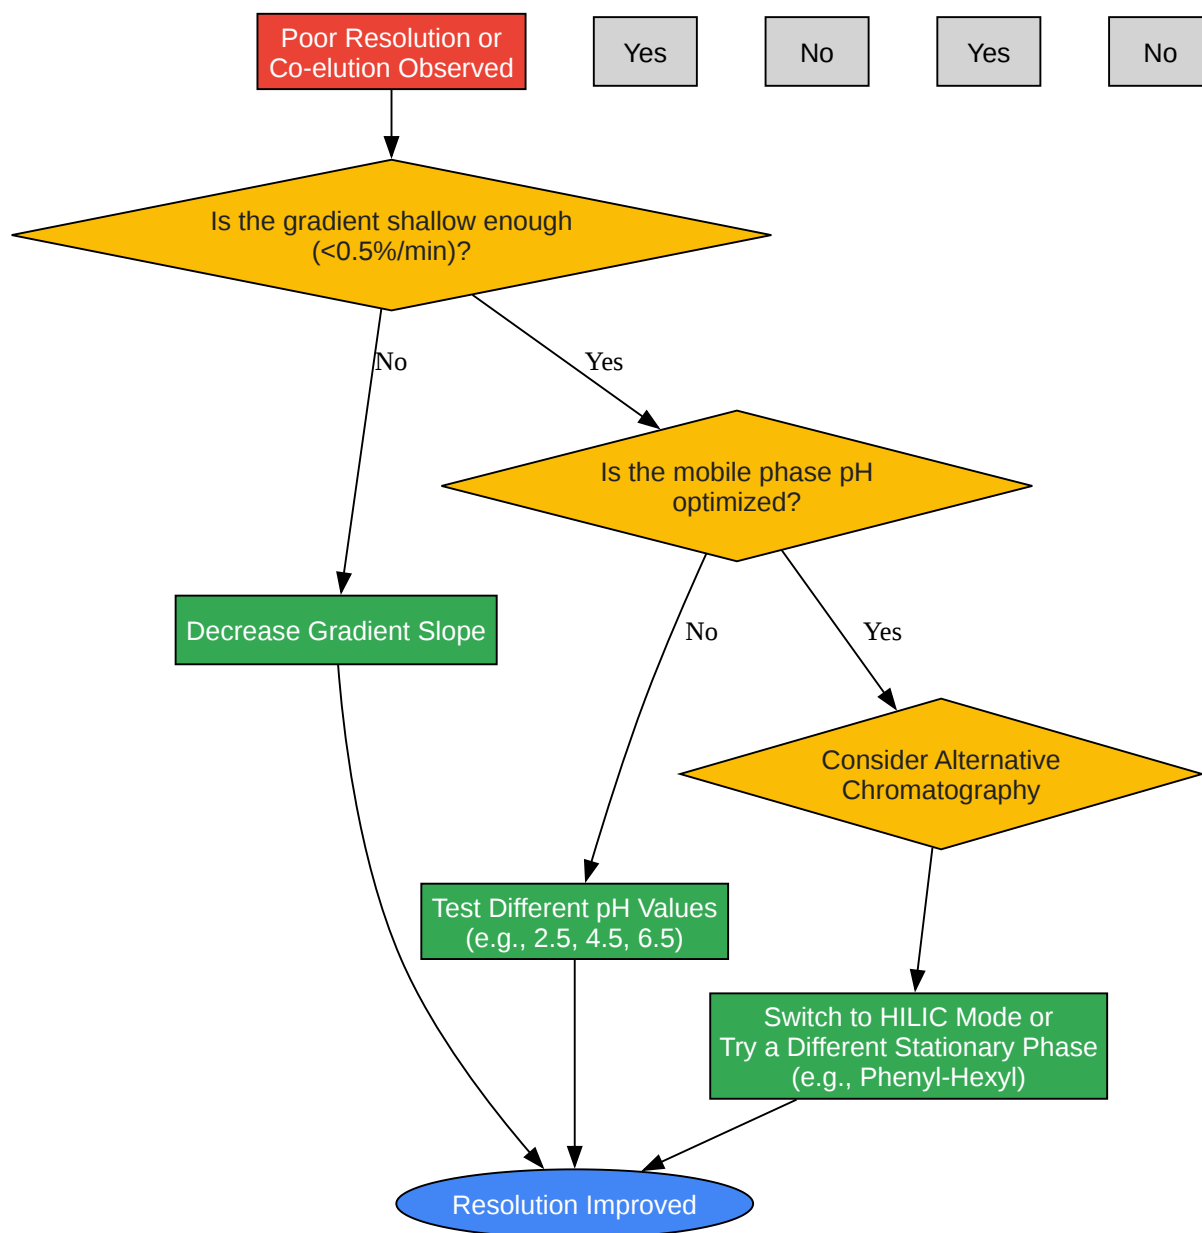 Poor Resolution or
Co-elution Observed
Yes
No
Yes
No
Is the gradient shallow enough
(<0.5%/min)?
No
Yes
Is the mobile phase pH
optimized?
Decrease Gradient Slope
No
Yes
Consider Alternative
Chromatography
Test Different pH Values
(e.g., 2.5, 4.5, 6.5)
Switch to HILIC Mode or
Try a Different Stationary Phase
(e.g., Phenyl-Hexyl)
Resolution Improved